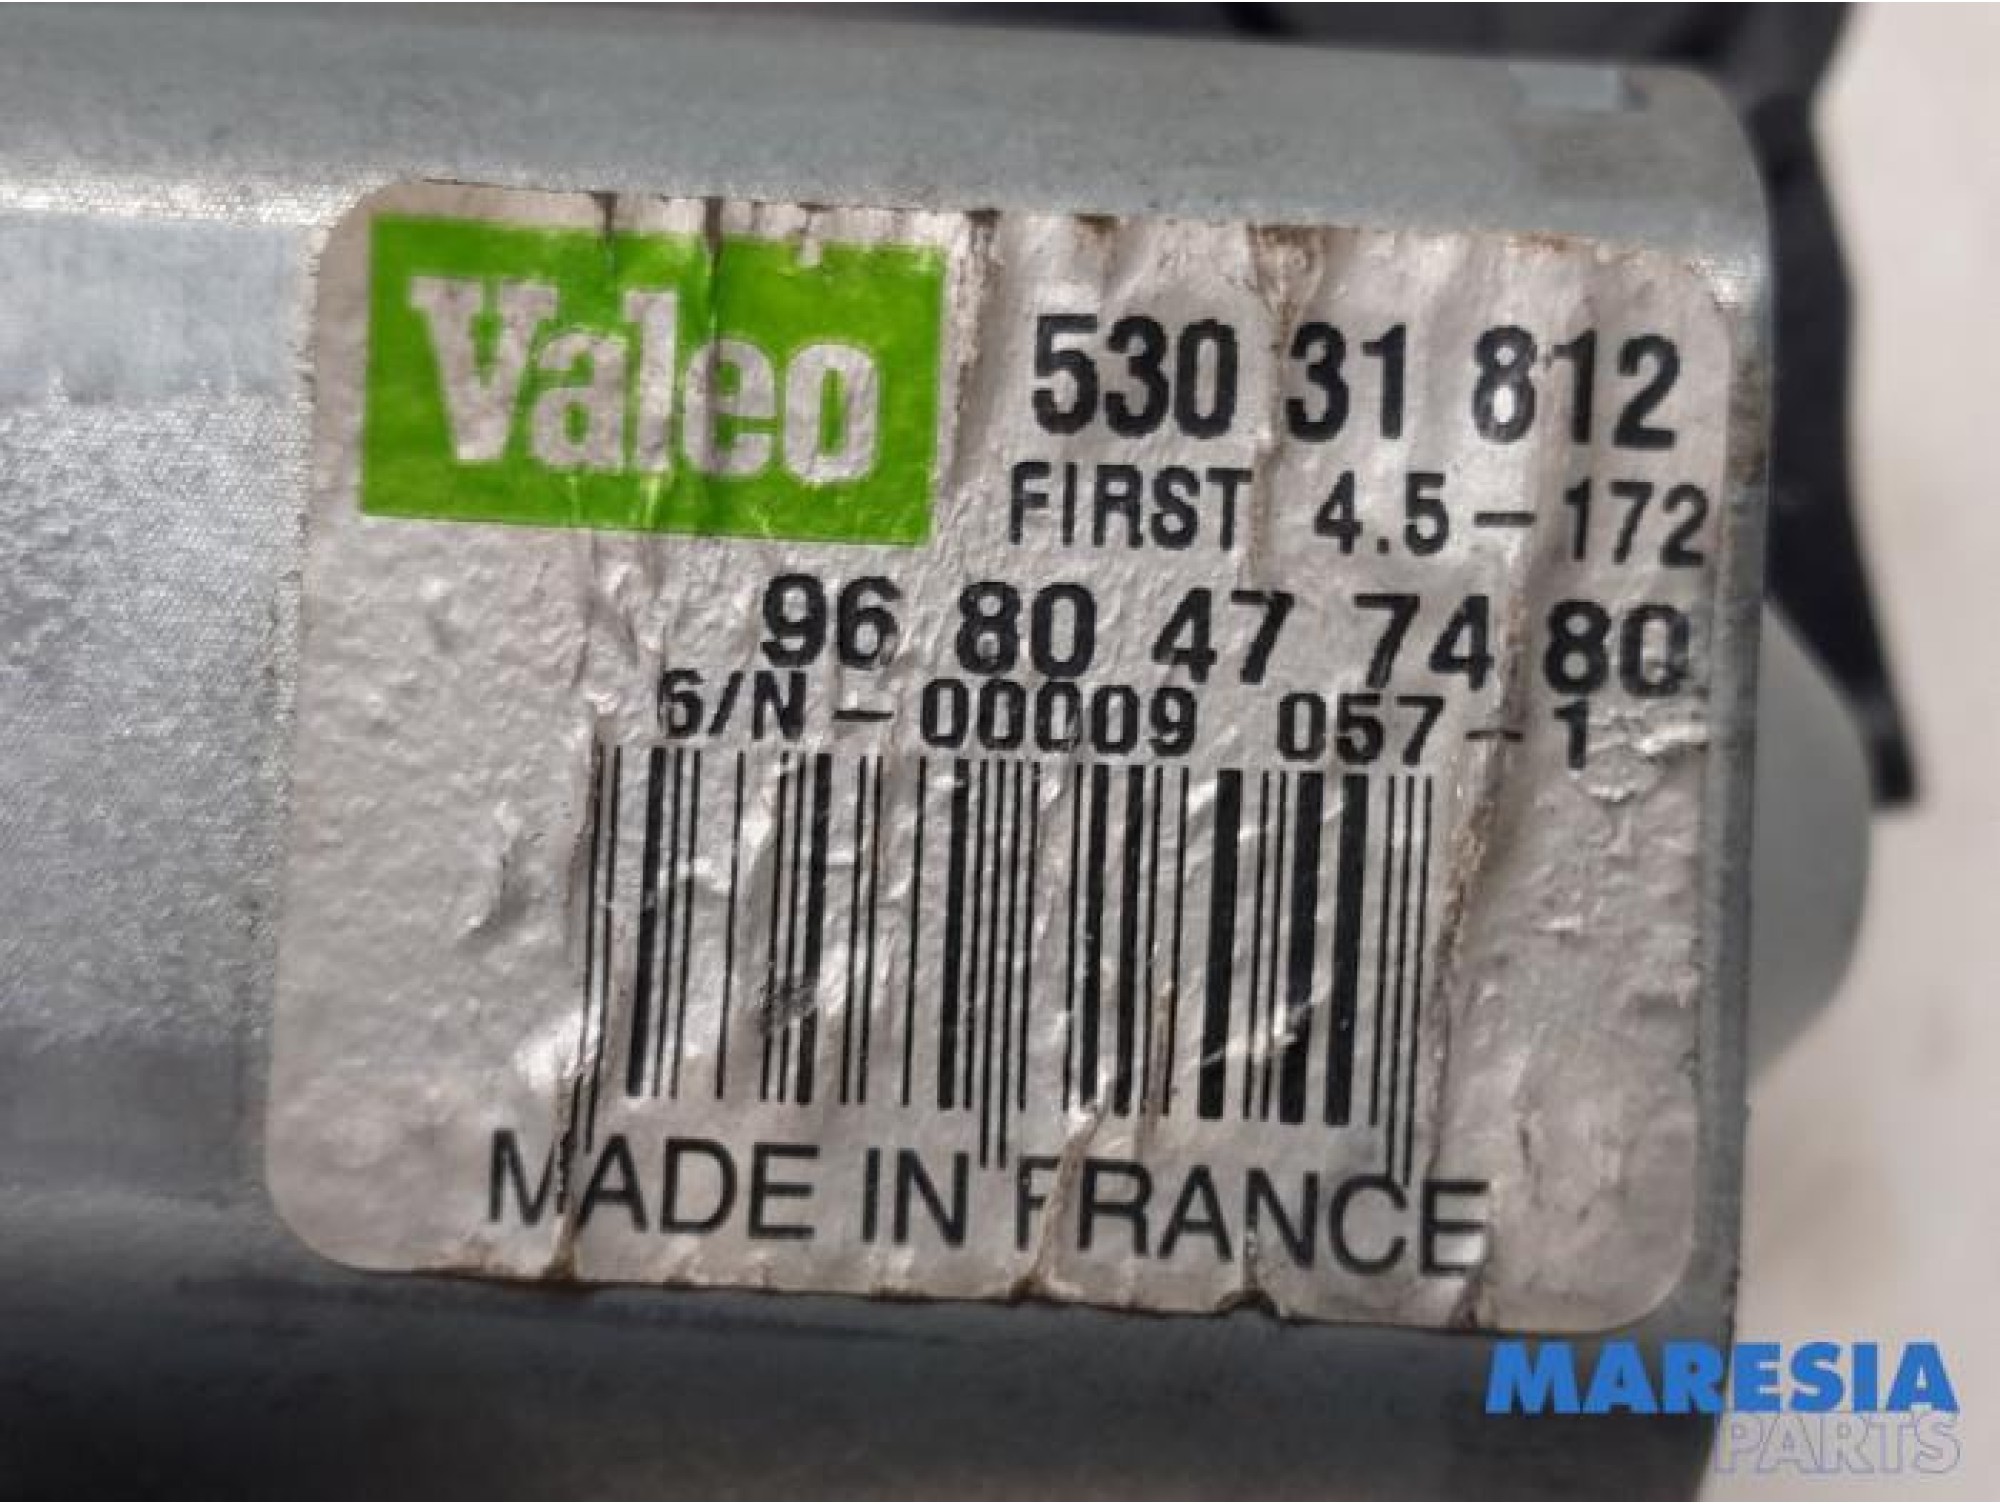 Valeo
530 31 812
FIRST 4.5-172
96 80 47 74 80
6/N-00009 057-1
MADE IN FRANCE
MARESIA
PARTS